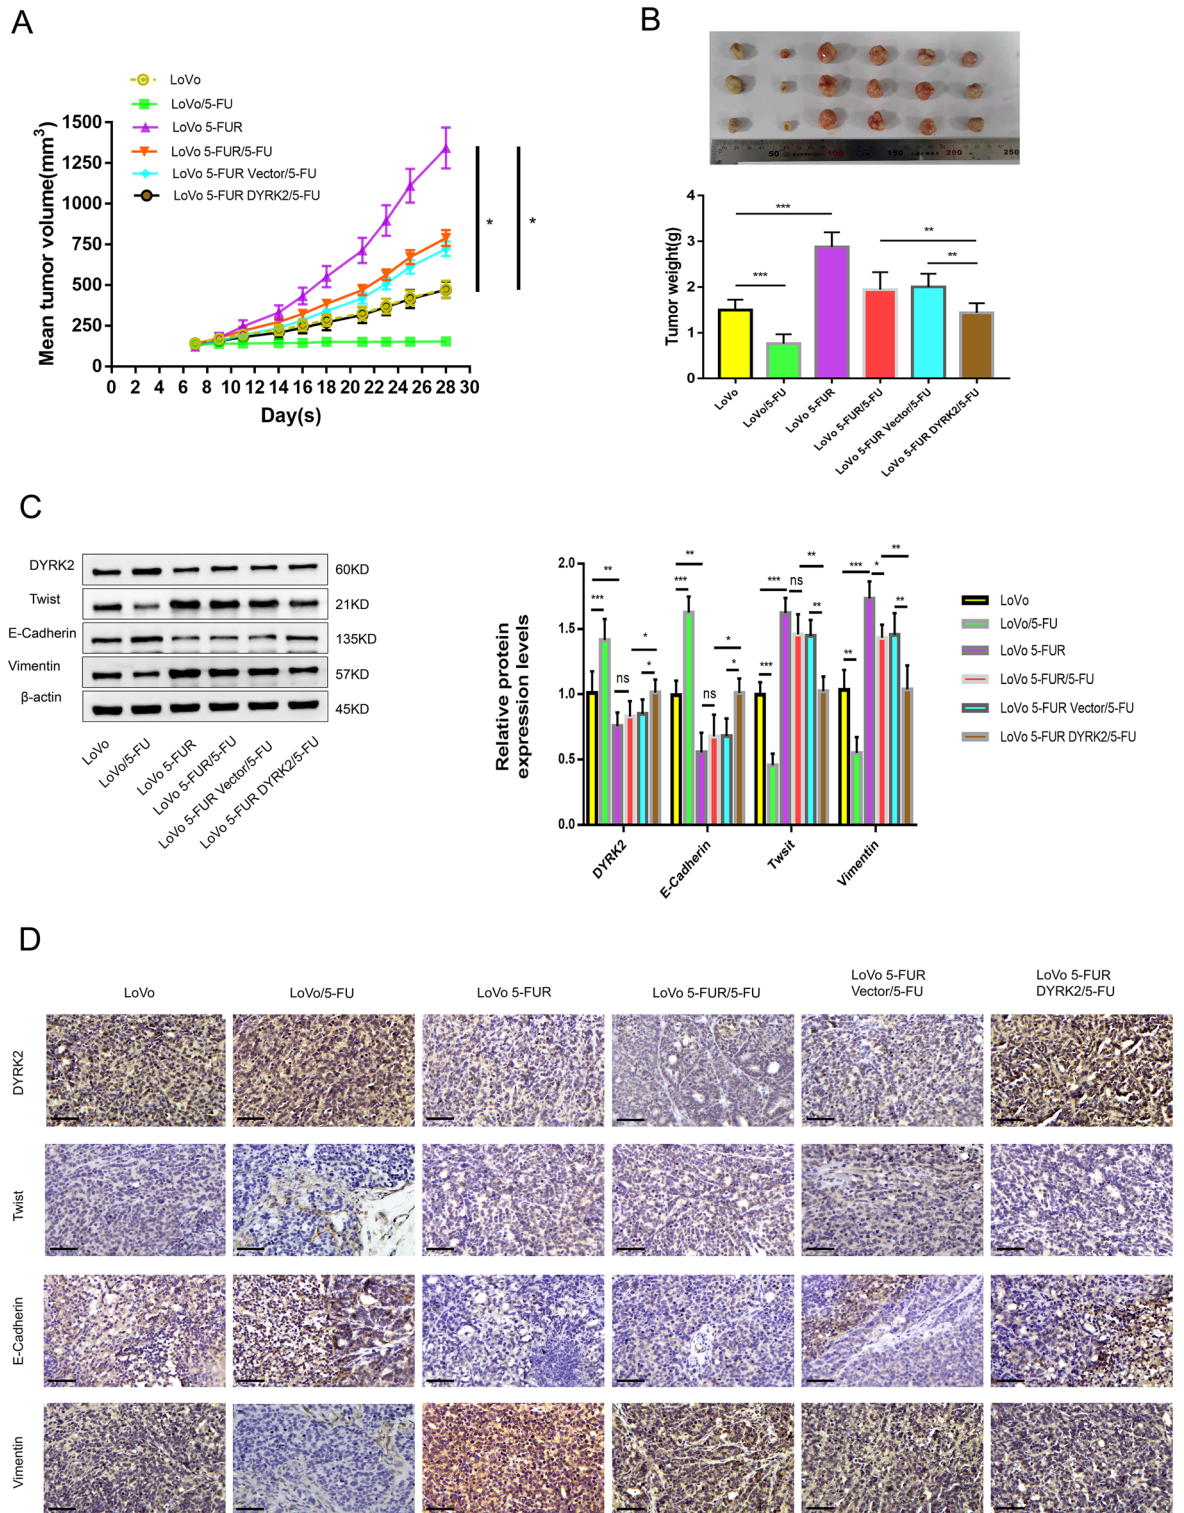 A
LoVo
LoVo/5-FU
LoVo 5-FUR
LoVo 5-FUR/5-FU
LoVo 5-FUR Vector/5-FU
LoVo 5-FUR DYRK2/5-FU
Mean tumor volume(mm3)
1500
1250
1000
750
500
250
0
0 2 4 6 8 10 11 14 16 18 20 21 22 24 26 28 30
Day(s)
*
*
B
50 100 150 200 250
Tumor weight(g)
4
3
2
1
0
***
***
**
**
LoVo
LoVo/5-FU
LoVo 5-FUR
LoVo 5-FUR/5-FU
LoVo 5-FUR Vector/5-FU
LoVo 5-FUR DYRK2/5-FU
C
DYRK2 60KD
Twist 21KD
E-Cadherin 135KD
Vimentin 57KD
β-actin 45KD
LoVo
LoVo/5-FU
LoVo 5-FUR
LoVo 5-FUR/5-FU
LoVo 5-FUR Vector/5-FU
LoVo 5-FUR DYRK2/5-FU
Relative protein
expression levels
2.0
1.5
1.0
0.5
0.0
** *** ns * *
** *** ns * *
*** *** ns ** **
*** ** * ** **
DYRK2
E-Cadherin
Twsit
Vimentin
LoVo
LoVo/5-FU
LoVo 5-FUR
LoVo 5-FUR/5-FU
LoVo 5-FUR Vector/5-FU
LoVo 5-FUR DYRK2/5-FU
D
LoVo
LoVo/5-FU
LoVo 5-FUR
LoVo 5-FUR/5-FU
LoVo 5-FUR
Vector/5-FU
LoVo 5-FUR
DYRK2/5-FU
DYRK2
Twist
E-Cadherin
Vimentin